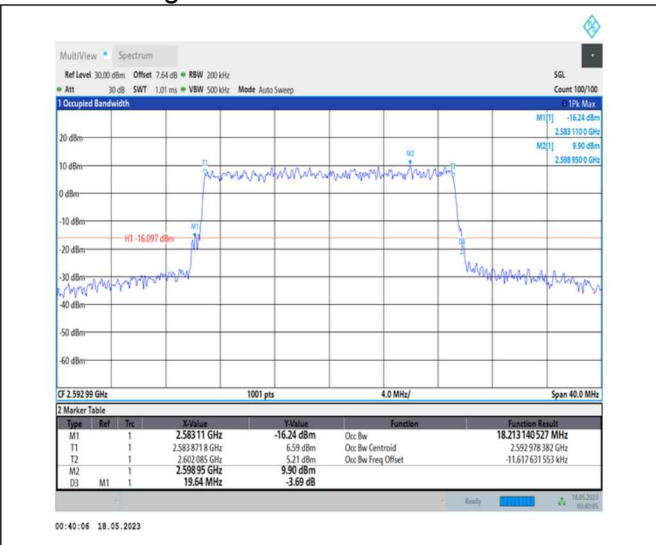 MultiView Spectrum
Ref Level 30.00 dBm Offset 7.64 dB RBW 200 kHz SGL
Att 30 dB SWT 1.01 ms VBW 500 kHz Mode Auto Sweep Count 100/100
1 Occupied Bandwidth 1Pk Max
M1[1] -16.24 dBm
2.583 110 0 GHz
M2[1] 9.90 dBm
2.598 950 0 GHz
20 dBm
10 dBm
T1
M2
T2
0 dBm
-10 dBm
M1
H1 -16.097 dBm
D3
-20 dBm
-30 dBm
-40 dBm
-50 dBm
-60 dBm
CF 2.592 99 GHz 1001 pts 4.0 MHz/ Span 40.0 MHz
2 Marker Table
Type Ref Trc X-Value Y-Value Function Function Result
M1 1 2.583 11 GHz -16.24 dBm Occ Bw 18.213 140 527 MHz
T1 1 2.583 871 8 GHz 6.59 dBm Occ Bw Centroid 2.592 978 382 GHz
T2 1 2.602 085 GHz 5.21 dBm Occ Bw Freq Offset -11.617 631 553 kHz
M2 1 2.598 95 GHz 9.90 dBm
D3 M1 1 19.64 MHz -3.69 dB
Ready 18.05.2023
00:40:05
00:40:06 18.05.2023